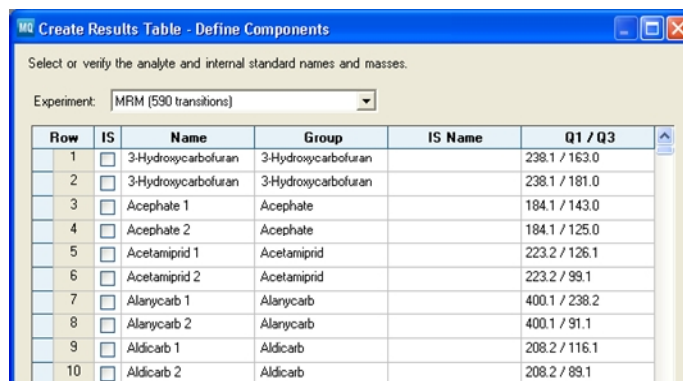 MQ Create Results Table - Define Components
Select or verify the analyte and internal standard names and masses.
Experiment: MRM (590 transitions)
Row IS Name Group IS Name Q1 / Q3
1 3-Hydroxycarbofuran 3-Hydroxycarbofuran 238.1 / 163.0
2 3-Hydroxycarbofuran 3-Hydroxycarbofuran 238.1 / 181.0
3 Acephate 1 Acephate 184.1 / 143.0
4 Acephate 2 Acephate 184.1 / 125.0
5 Acetamiprid 1 Acetamiprid 223.2 / 126.1
6 Acetamiprid 2 Acetamiprid 223.2 / 99.1
7 Alanycarb 1 Alanycarb 400.1 / 238.2
8 Alanycarb 2 Alanycarb 400.1 / 91.1
9 Aldicarb 1 Aldicarb 208.2 / 116.1
10 Aldicarb 2 Aldicarb 208.2 / 89.1